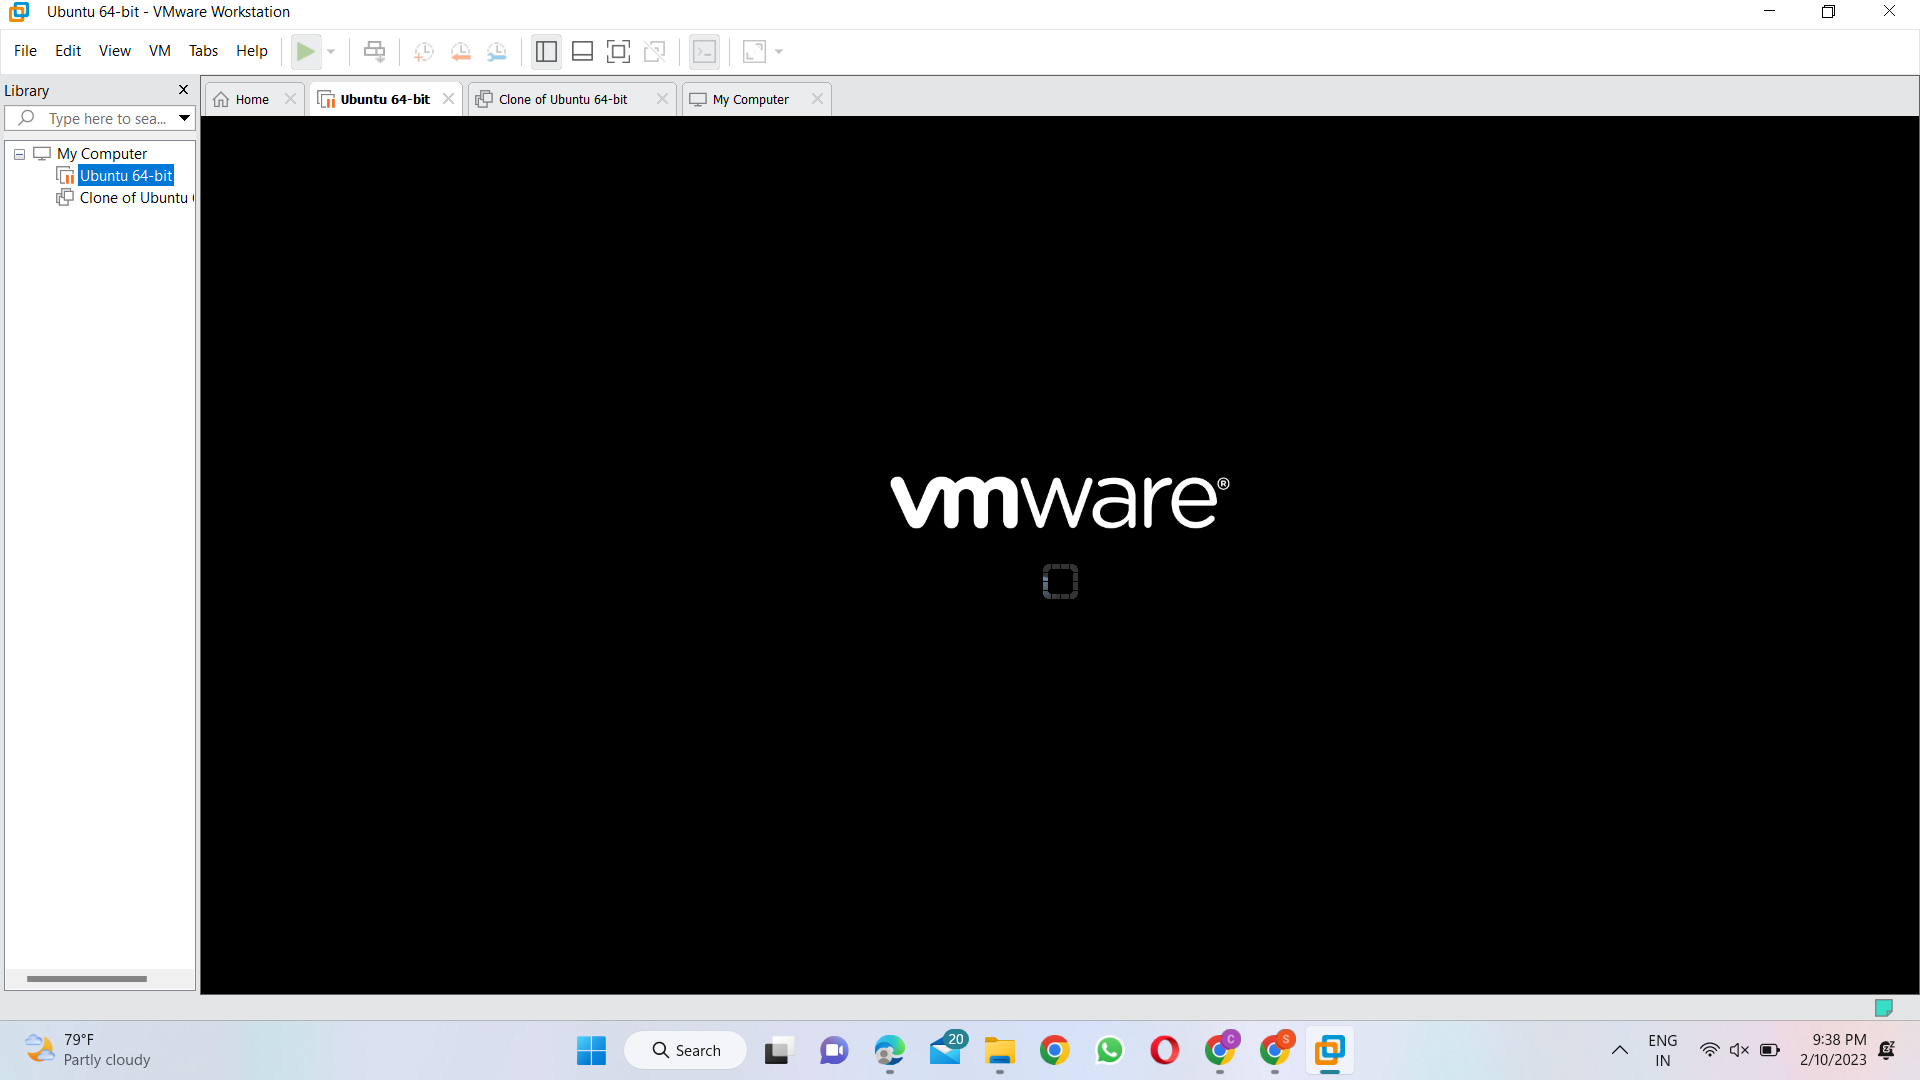 Ubuntu 64-bit - VMware Workstation
File Edit View VM Tabs Help
Library
Home
Ubuntu 64-bit
Clone of Ubuntu 64-bit
My Computer
Type here to sea...
My Computer
Ubuntu 64-bit
Clone of Ubuntu
vmware®
79°F
Partly cloudy
Search
20
C
S
ENG
IN
9:38 PM
2/10/2023